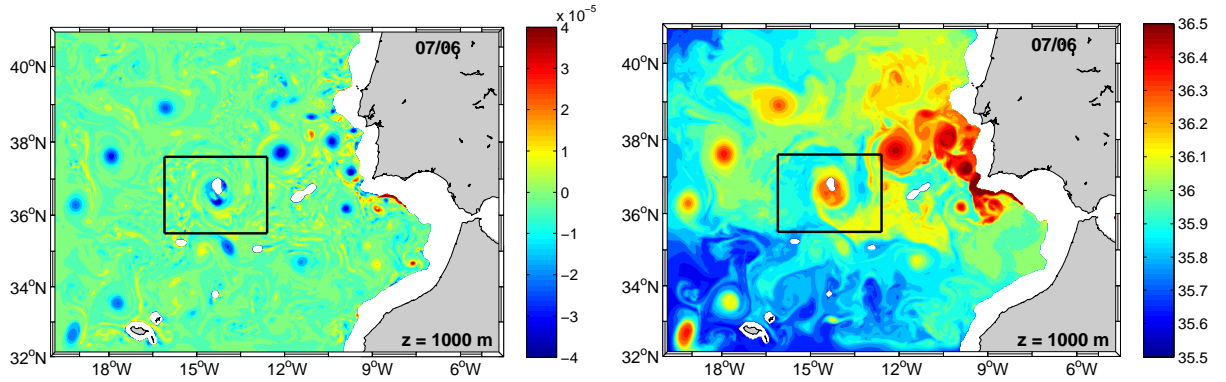 x 10⁻⁵
07/06
40°N
38°N
36°N
34°N
32°N
18°W
15°W
12°W
9°W
6°W
z = 1000 m
4
3
2
1
0
−1
−2
−3
−4
07/06
40°N
38°N
36°N
34°N
32°N
18°W
15°W
12°W
9°W
6°W
z = 1000 m
36.5
36.4
36.3
36.2
36.1
36
35.9
35.8
35.7
35.6
35.5